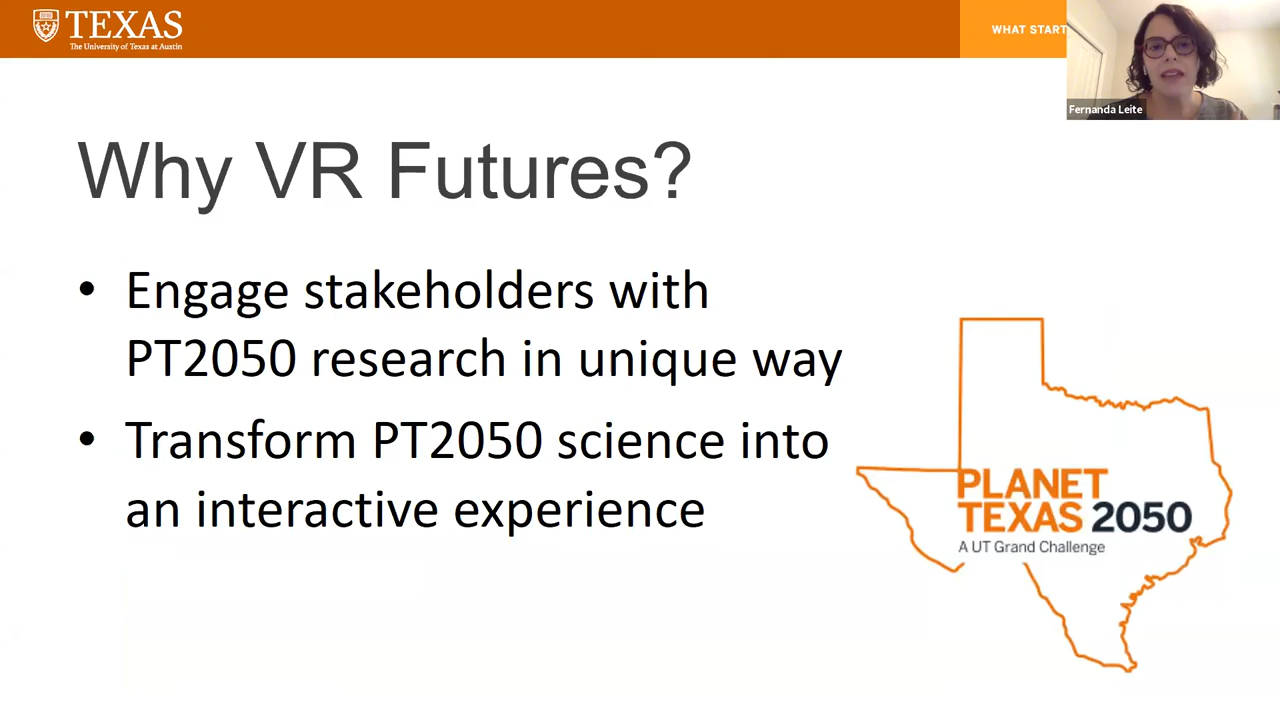 TEXAS
The University of Texas at Austin
WHAT START
Fernanda Leite
Why VR Futures?
• Engage stakeholders with
PT2050 research in unique way
• Transform PT2050 science into
an interactive experience
PLANET
TEXAS 2050
A UT Grand Challenge